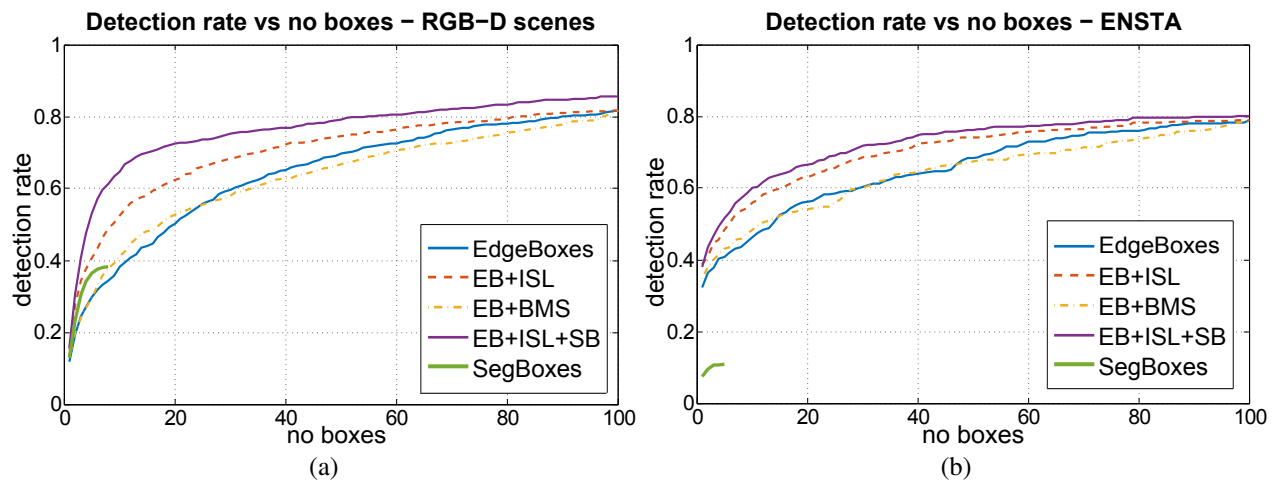 Detection rate vs no boxes − RGB−D scenes
1
0.8
0.6
0.4
0.2
0
detection rate
0 20 40 60 80 100
no boxes
EdgeBoxes
EB+ISL
EB+BMS
EB+ISL+SB
SegBoxes
(a)
Detection rate vs no boxes − ENSTA
1
0.8
0.6
0.4
0.2
0
detection rate
0 20 40 60 80 100
no boxes
EdgeBoxes
EB+ISL
EB+BMS
EB+ISL+SB
SegBoxes
(b)